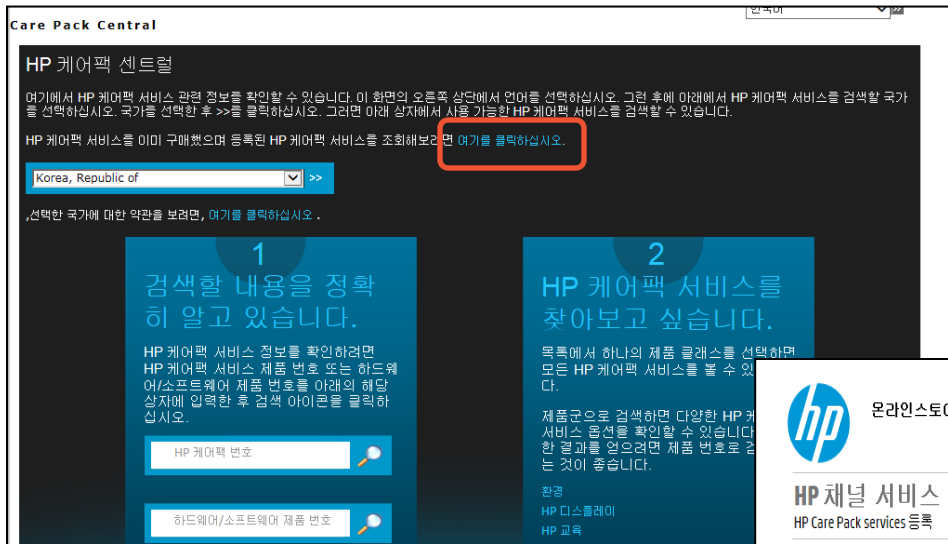 한국어
Care Pack Central
HP 케어팩 센트럴
여기에서 HP 케어팩 서비스 관련 정보를 확인할 수 있습니다. 이 화면의 오른쪽 상단에서 언어를 선택하십시오. 그런 후에 아래에서 HP 케어팩 서비스를 검색할 국가
를 선택하십시오. 국가를 선택한 후 >>를 클릭하십시오. 그러면 아래 상자에서 사용 가능한 HP 케어팩 서비스를 검색할 수 있습니다.
HP 케어팩 서비스를 이미 구매했으며 등록된 HP 케어팩 서비스를 조회해보려면 여기를 클릭하십시오.
Korea, Republic of >>
,선택한 국가에 대한 약관을 보려면, 여기를 클릭하십시오 .
1
검색할 내용을 정확
히 알고 있습니다.
HP 케어팩 서비스 정보를 확인하려면
HP 케어팩 서비스 제품 번호 또는 하드웨
어/소프트웨어 제품 번호를 아래의 해당
상자에 입력한 후 검색 아이콘을 클릭하
십시오.
HP 케어팩 번호
하드웨어/소프트웨어 제품 번호
2
HP 케어팩 서비스를
찾아보고 싶습니다.
목록에서 하나의 제품 클래스를 선택하면
모든 HP 케어팩 서비스를 볼 수 있
다.
제품군으로 검색하면 다양한 HP 케
서비스 옵션을 확인할 수 있습니다
한 결과를 얻으려면 제품 번호로 검
는 것이 좋습니다.
환경
HP 디스플레이
HP 교육
hp
온라인스토어
HP 채널 서비스
HP Care Pack services 등록